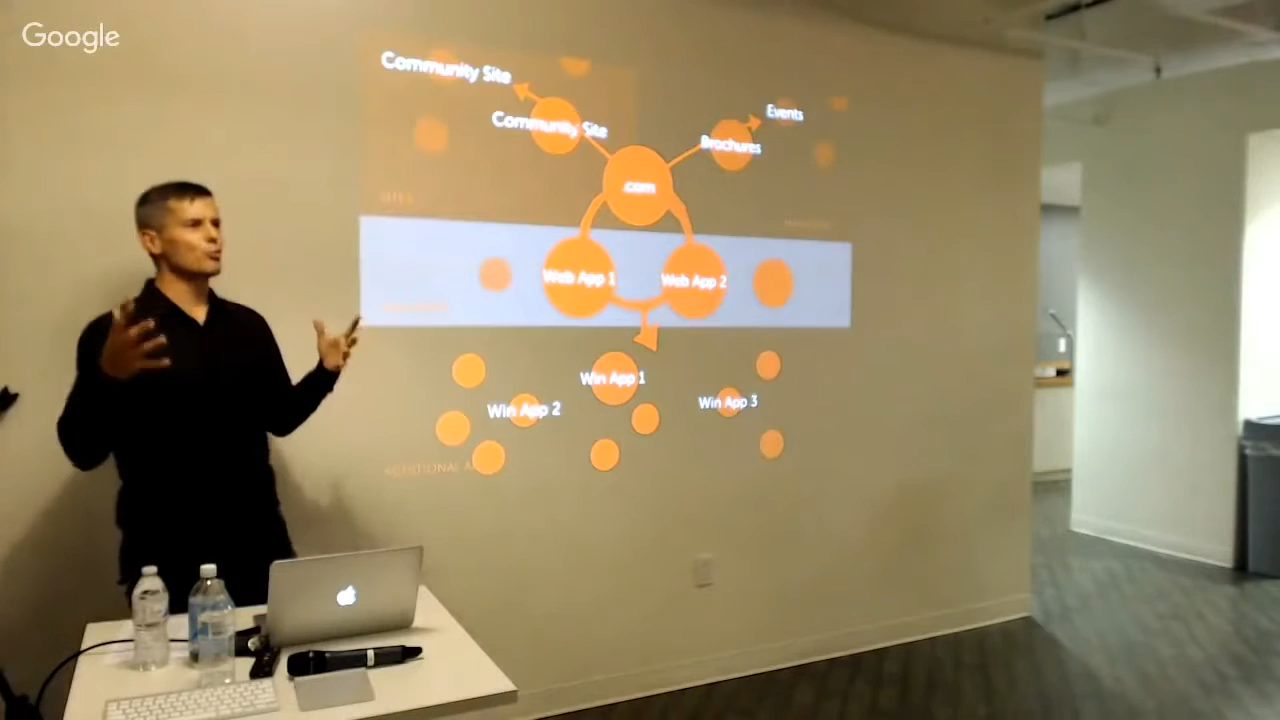 Google
Community Site
Community Site
Events
Brochures
.com
SITES
Web App 1
Web App 2
Win App 1
Win App 2
Win App 3